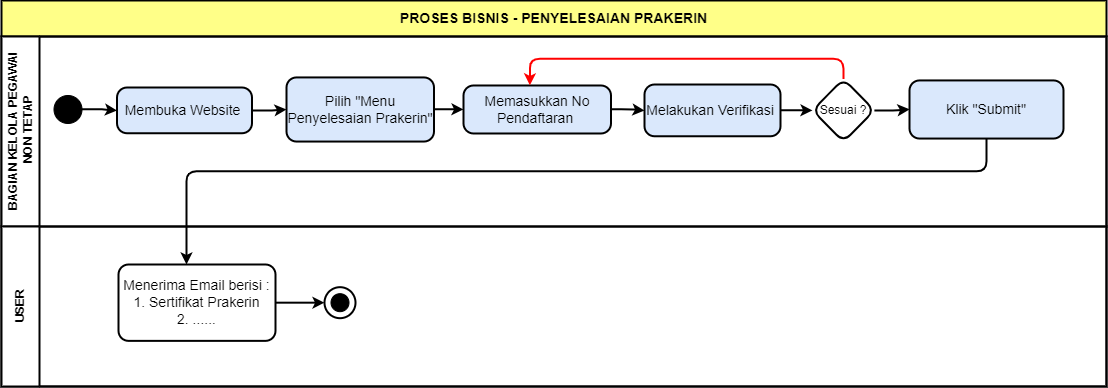 PROSES BISNIS - PENYELESAIAN PRAKERIN
BAGIAN KELOLA PEGAWAI
NON TETAP
Membuka Website
Pilih "Menu
Penyelesaian Prakerin"
Memasukkan No
Pendaftaran
Melakukan Verifikasi
Sesuai ?
Klik "Submit"
USER
Menerima Email berisi :
1. Sertifikat Prakerin
2. ......